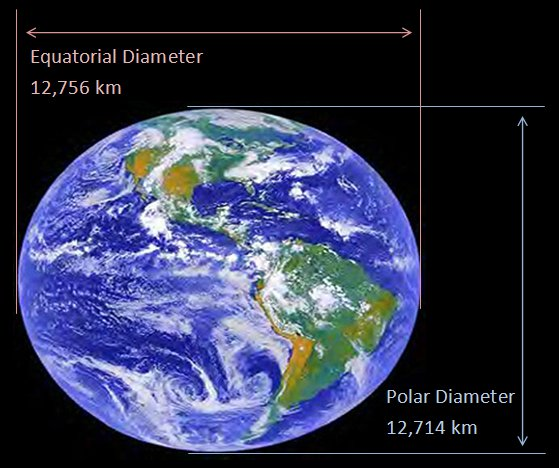 Equatorial Diameter
12,756 km
Polar Diameter
12,714 km